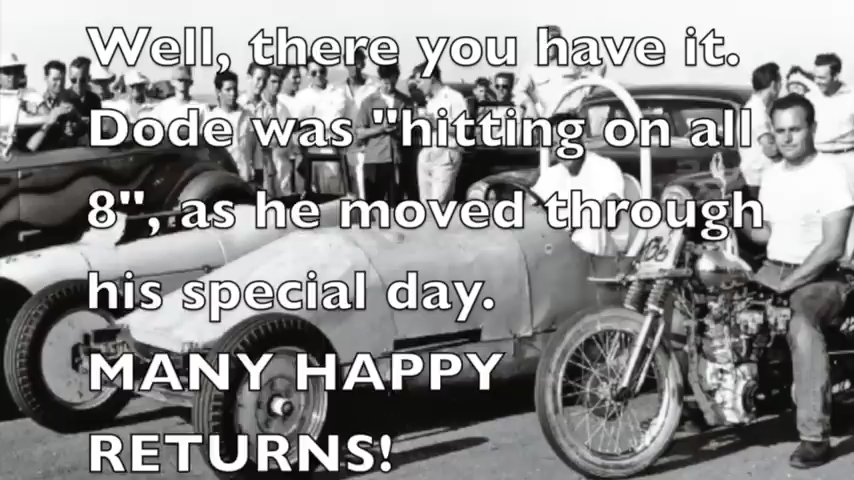 Well, there you have it.
Dode was "hitting on all
8", as he moved through
his special day.
MANY HAPPY
RETURNS!